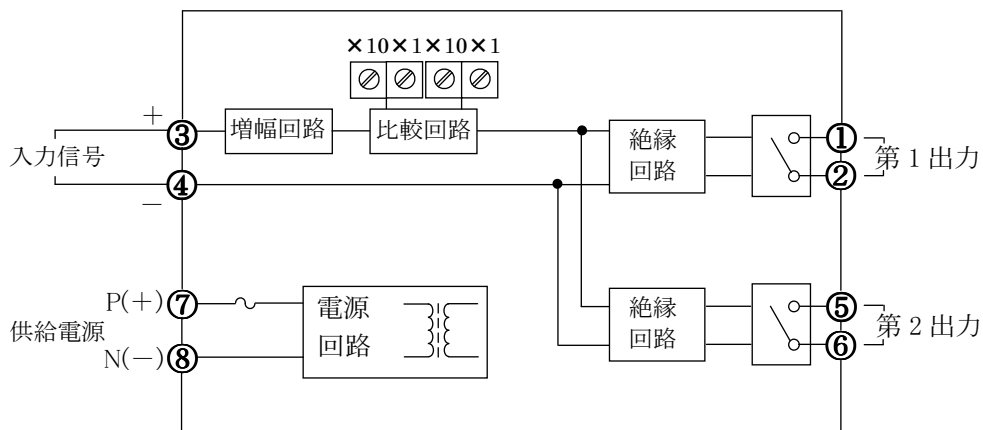 ×10×1×10×1
+
③
増幅回路
比較回路
絶縁
回路
①
②
第1出力
入力信号
④
−
P(+)
⑦
供給電源
N(−)
⑧
電源
回路
絶縁
回路
⑤
⑥
第2出力